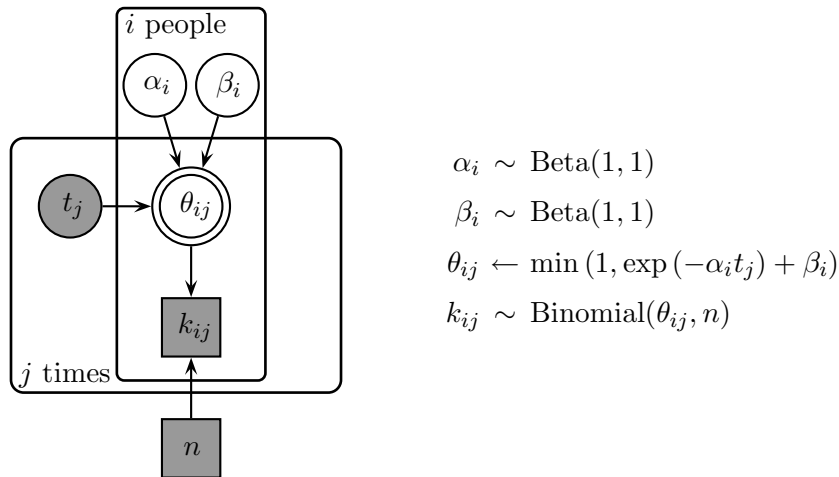 i people
αᵢ βᵢ
tⱼ θᵢⱼ
kᵢⱼ
j times
n
αᵢ ∼ Beta(1, 1)
βᵢ ∼ Beta(1, 1)
θᵢⱼ ← min (1, exp (−αᵢtⱼ) + βᵢ)
kᵢⱼ ∼ Binomial(θᵢⱼ, n)